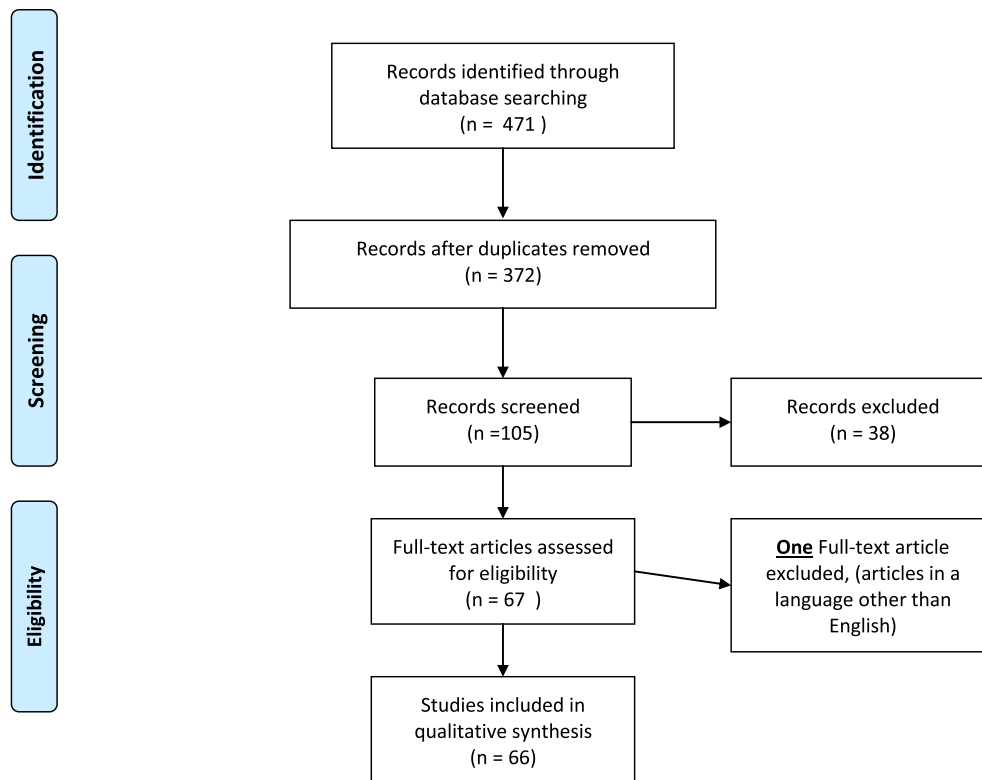 Identification
Records identified through
database searching
(n = 471 )
Records after duplicates removed
(n = 372)
Screening
Records screened
(n =105)
Records excluded
(n = 38)
Eligibility
Full-text articles assessed
for eligibility
(n = 67 )
One Full-text article
excluded, (articles in a
language other than
English)
Studies included in
qualitative synthesis
(n = 66)